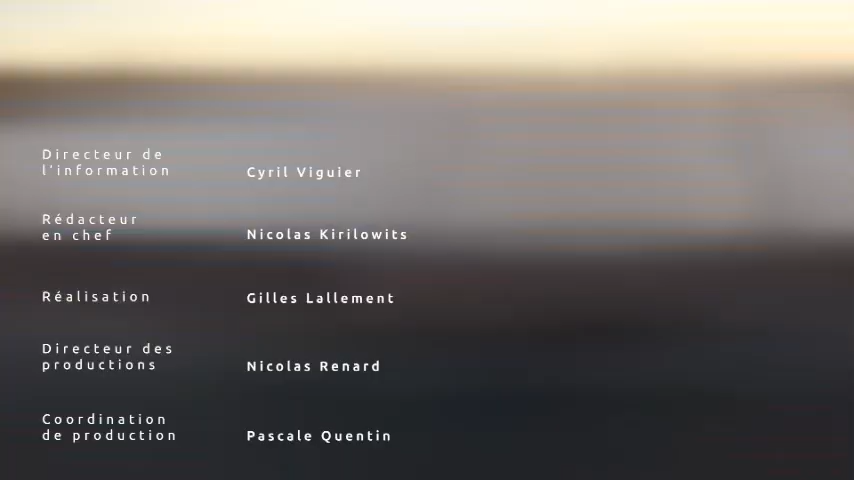 Directeur de
l'information
Cyril Viguier
Rédacteur
en chef
Nicolas Kirilowits
Réalisation
Gilles Lallement
Directeur des
productions
Nicolas Renard
Coordination
de production
Pascale Quentin